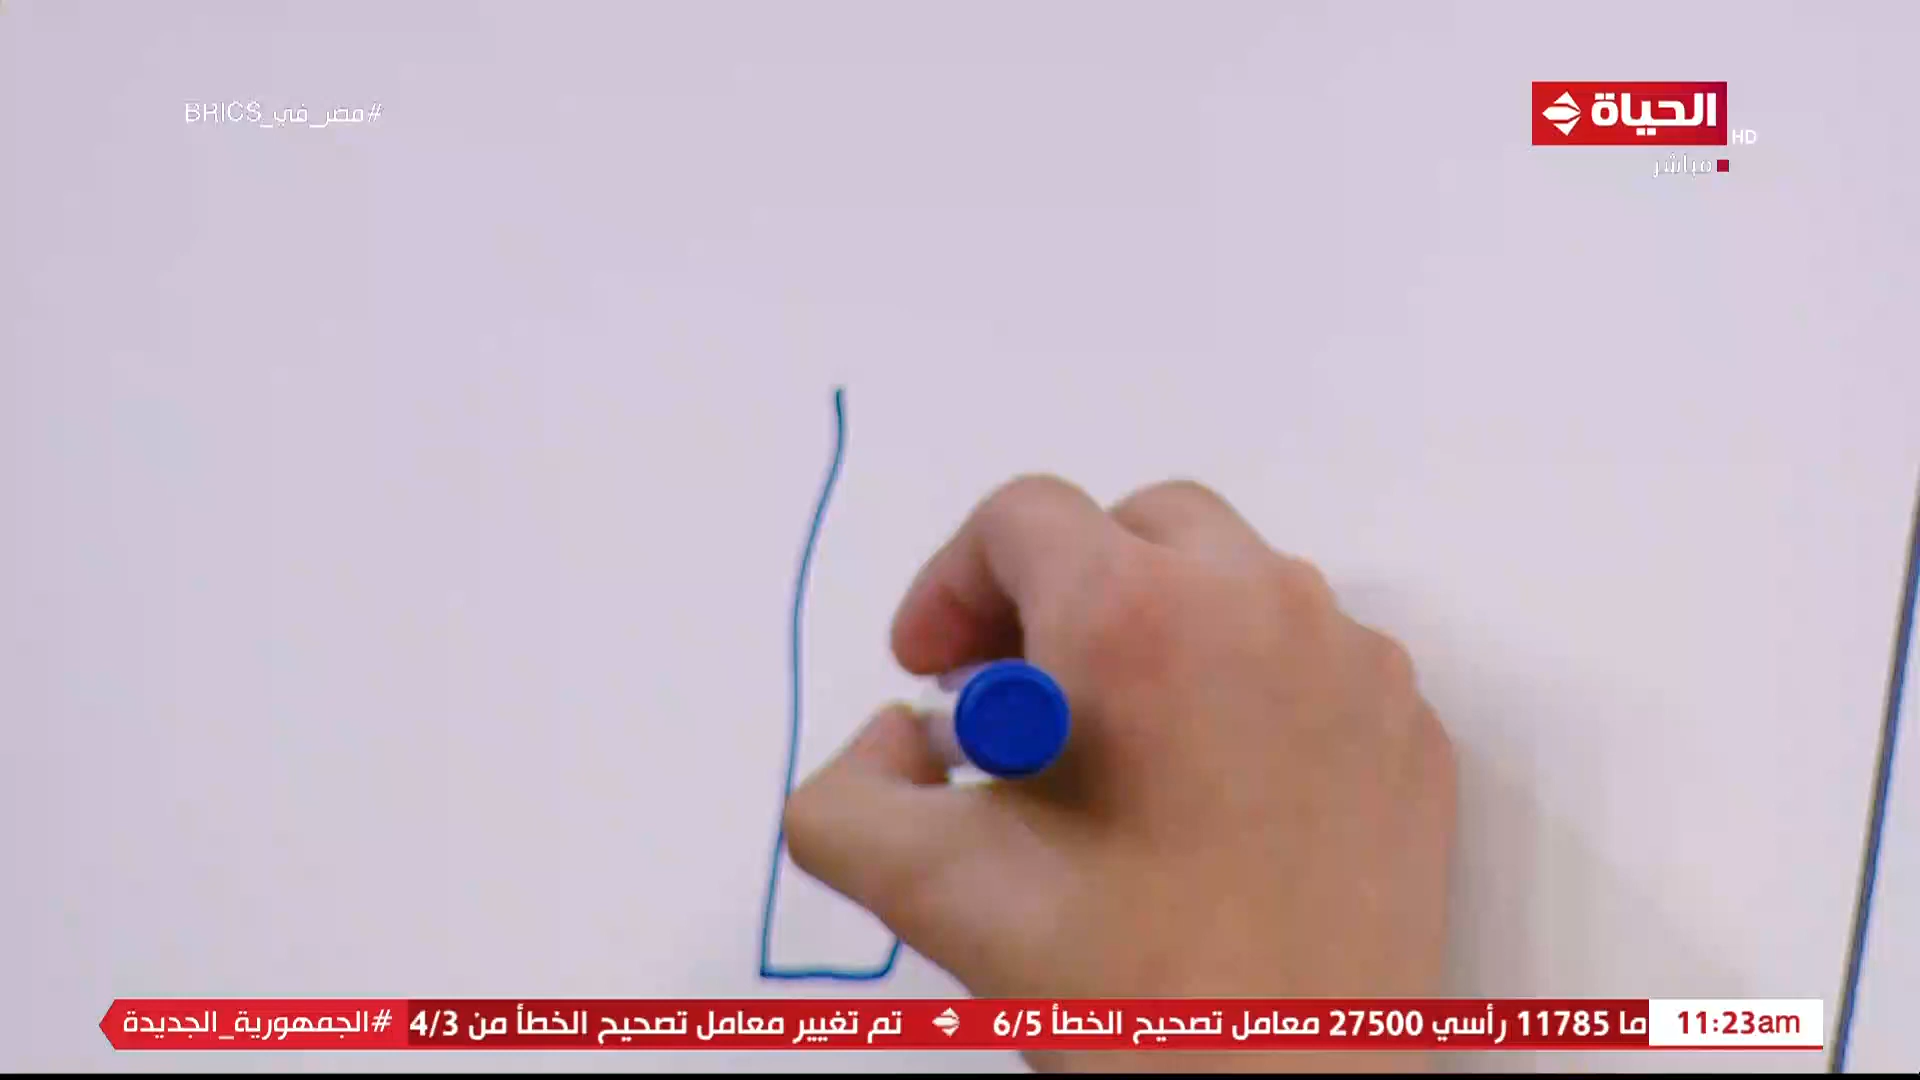 #مصر_في_BRICS
الحياة
HD
مباشر
11:23am
ما 11785 رأسي 27500 معامل تصحيح الخطأ 6/5 تم تغيير معامل تصحيح الخطأ من 4/3
#الجمهورية_الجديدة